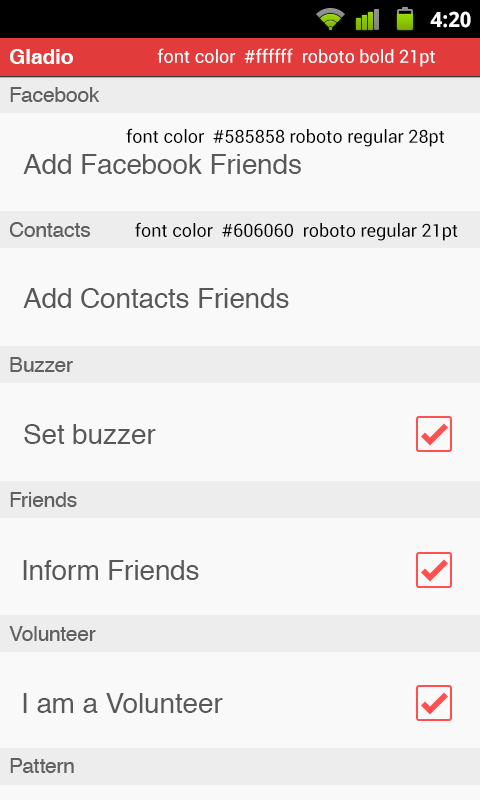 4:20
Gladio font color #ffffff roboto bold 21pt
Facebook
font color #585858 roboto regular 28pt
Add Facebook Friends
Contacts font color #606060 roboto regular 21pt
Add Contacts Friends
Buzzer
Set buzzer
Friends
Inform Friends
Volunteer
I am a Volunteer
Pattern